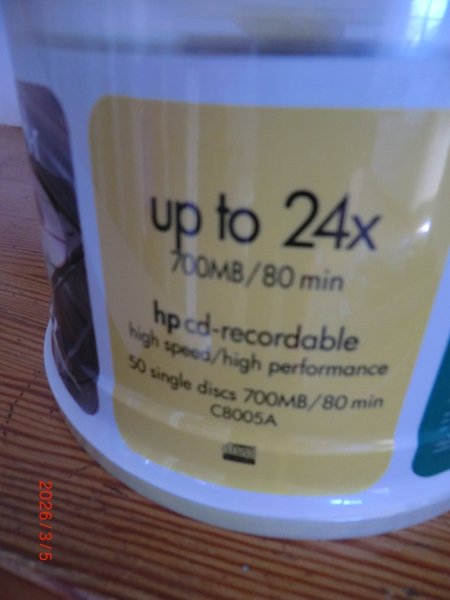 up to 24x
700MB/80 min
hp cd-recordable
high speed/high performance
50 single discs 700MB/80 min
C8005A
2026/3/5